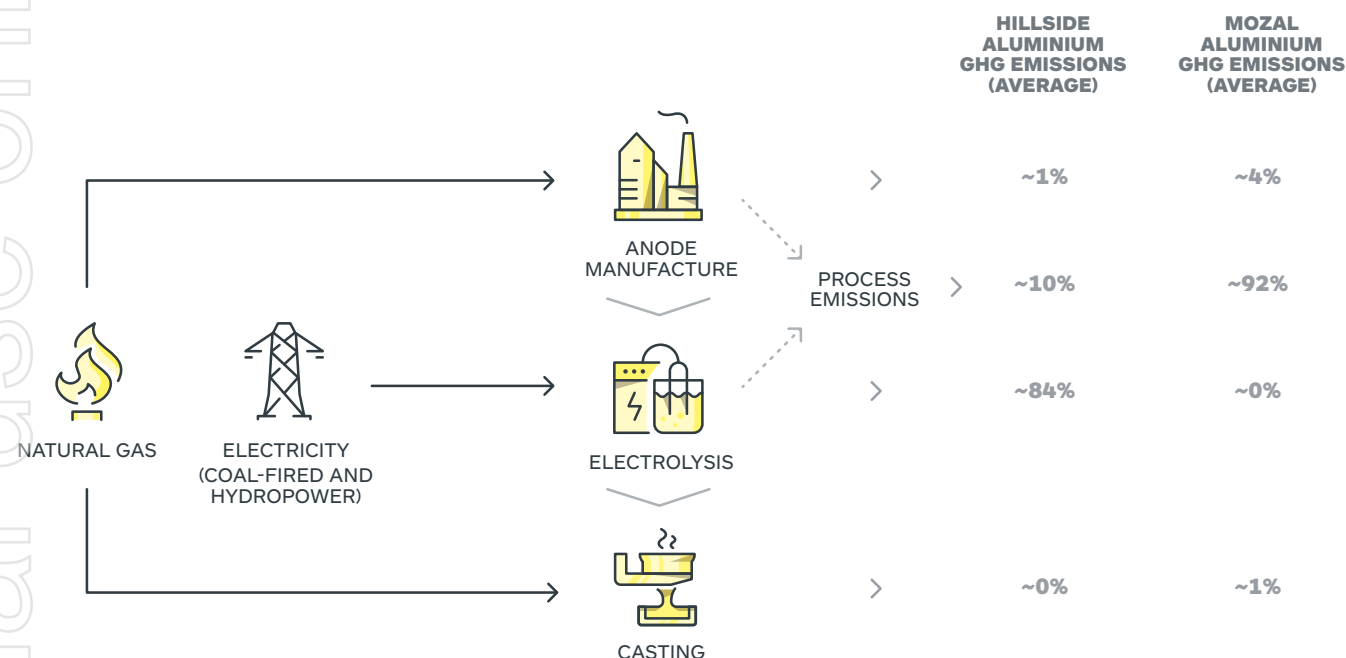 HILLSIDE
ALUMINIUM
GHG EMISSIONS
(AVERAGE)
MOZAL
ALUMINIUM
GHG EMISSIONS
(AVERAGE)
~1%
~4%
ANODE
MANUFACTURE
PROCESS
EMISSIONS
~10%
~92%
~84%
~0%
NATURAL GAS
ELECTRICITY
(COAL-FIRED AND
HYDROPOWER)
ELECTROLYSIS
~0%
~1%
CASTING